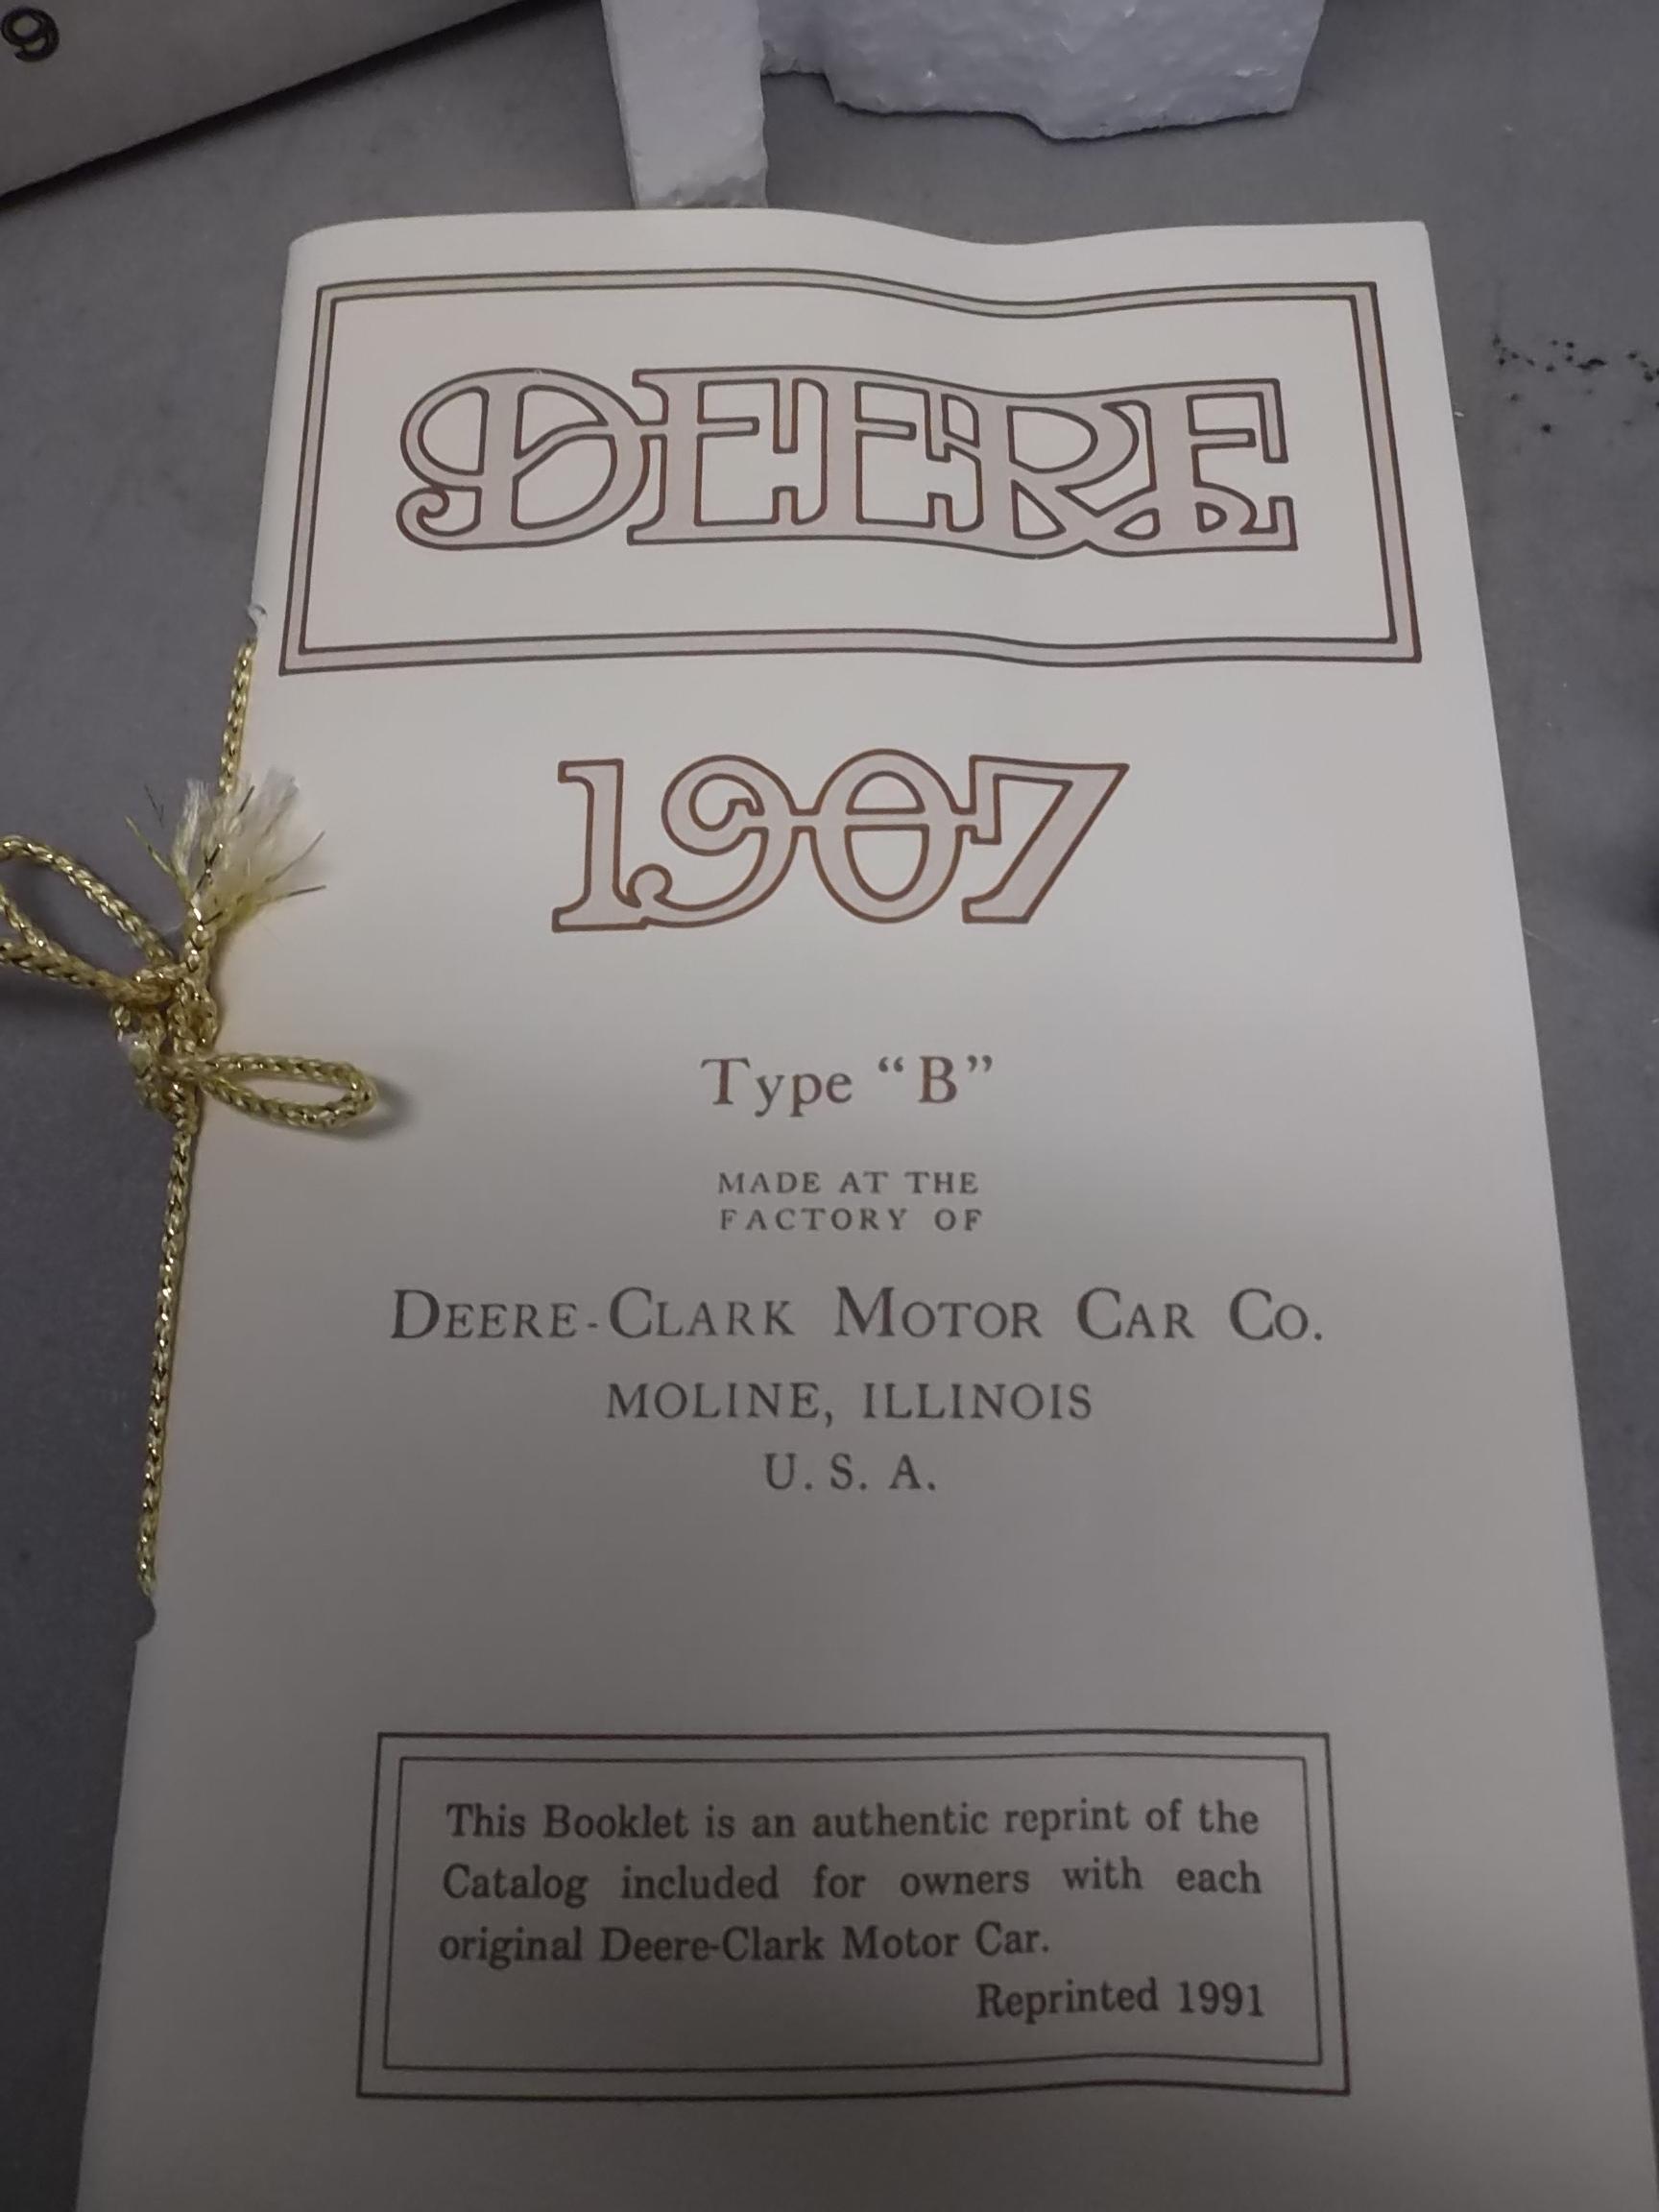 9
DEERE
1907
Type “B”
MADE AT THE
FACTORY OF
DEERE-CLARK MOTOR CAR CO.
MOLINE, ILLINOIS
U. S. A.
This Booklet is an authentic reprint of the
Catalog included for owners with each
original Deere-Clark Motor Car.
Reprinted 1991